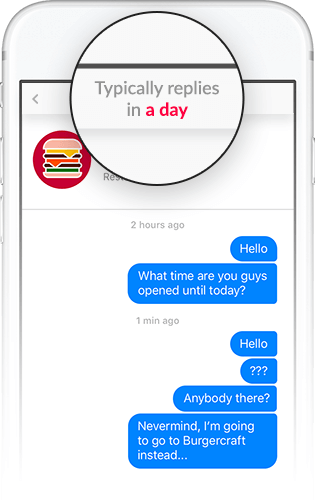 Typically replies
in a day
2 hours ago
Hello
What time are you guys
opened until today?
1 min ago
Hello
???
Anybody there?
Nevermind, I'm going
to go to Burgercraft
instead...